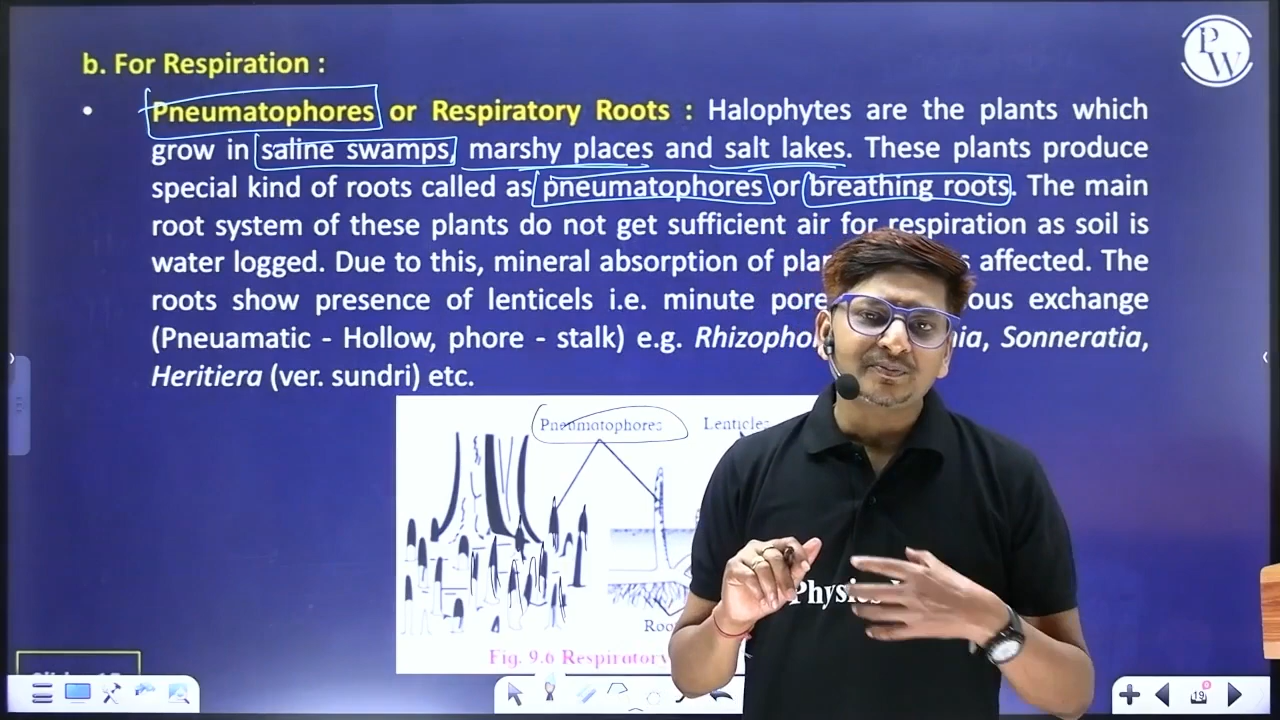 PW
b. For Respiration :
• Pneumatophores or Respiratory Roots : Halophytes are the plants which
grow in saline swamps, marshy places and salt lakes. These plants produce
special kind of roots called as pneumatophores or breathing roots. The main
root system of these plants do not get sufficient air for respiration as soil is
water logged. Due to this, mineral absorption of affected. The
roots show presence of lenticels i.e. minute exchange
(Pneuamatic - Hollow, phore - stalk) e.g. Sonneratia,
Heritiera (ver. sundri) etc.
Pneumatophores
Fig. 9.6 Respiratory
Physics
19